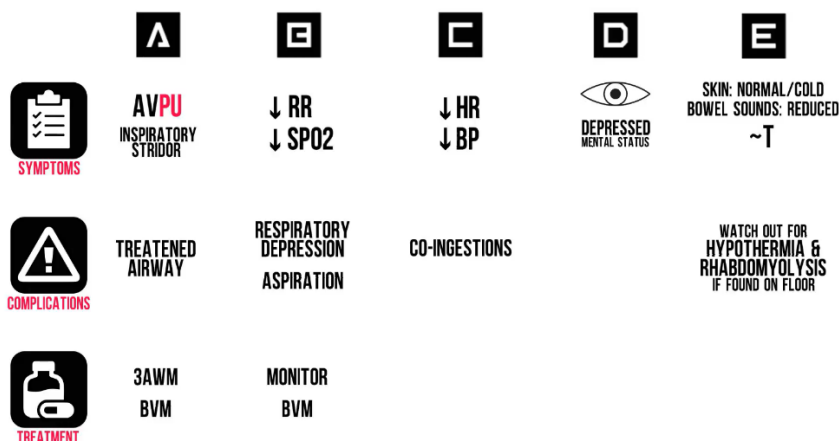 A B C D E
AVPU
INSPIRATORY
STRIDOR
↓ RR
↓ SPO2
↓ HR
↓ BP
DEPRESSED
MENTAL STATUS
SKIN: NORMAL/COLD
BOWEL SOUNDS: REDUCED
~T
SYMPTOMS
TREATENED
AIRWAY
RESPIRATORY
DEPRESSION
ASPIRATION
CO-INGESTIONS
WATCH OUT FOR
HYPOTHERMIA &
RHABDOMYOLYSIS
IF FOUND ON FLOOR
COMPLICATIONS
3AWM
BVM
MONITOR
BVM
TREATMENT